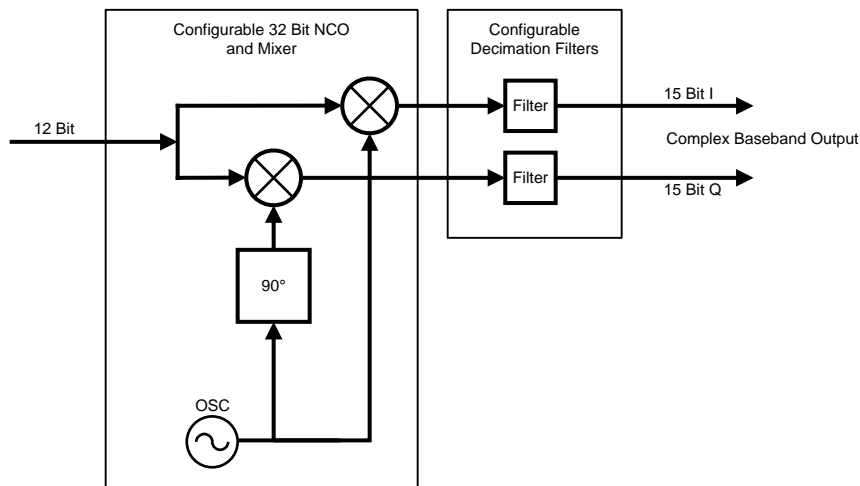 Configurable 32 Bit NCO
and Mixer
Configurable
Decimation Filters
12 Bit
Filter
15 Bit I
Complex Baseband Output
Filter
15 Bit Q
90°
OSC